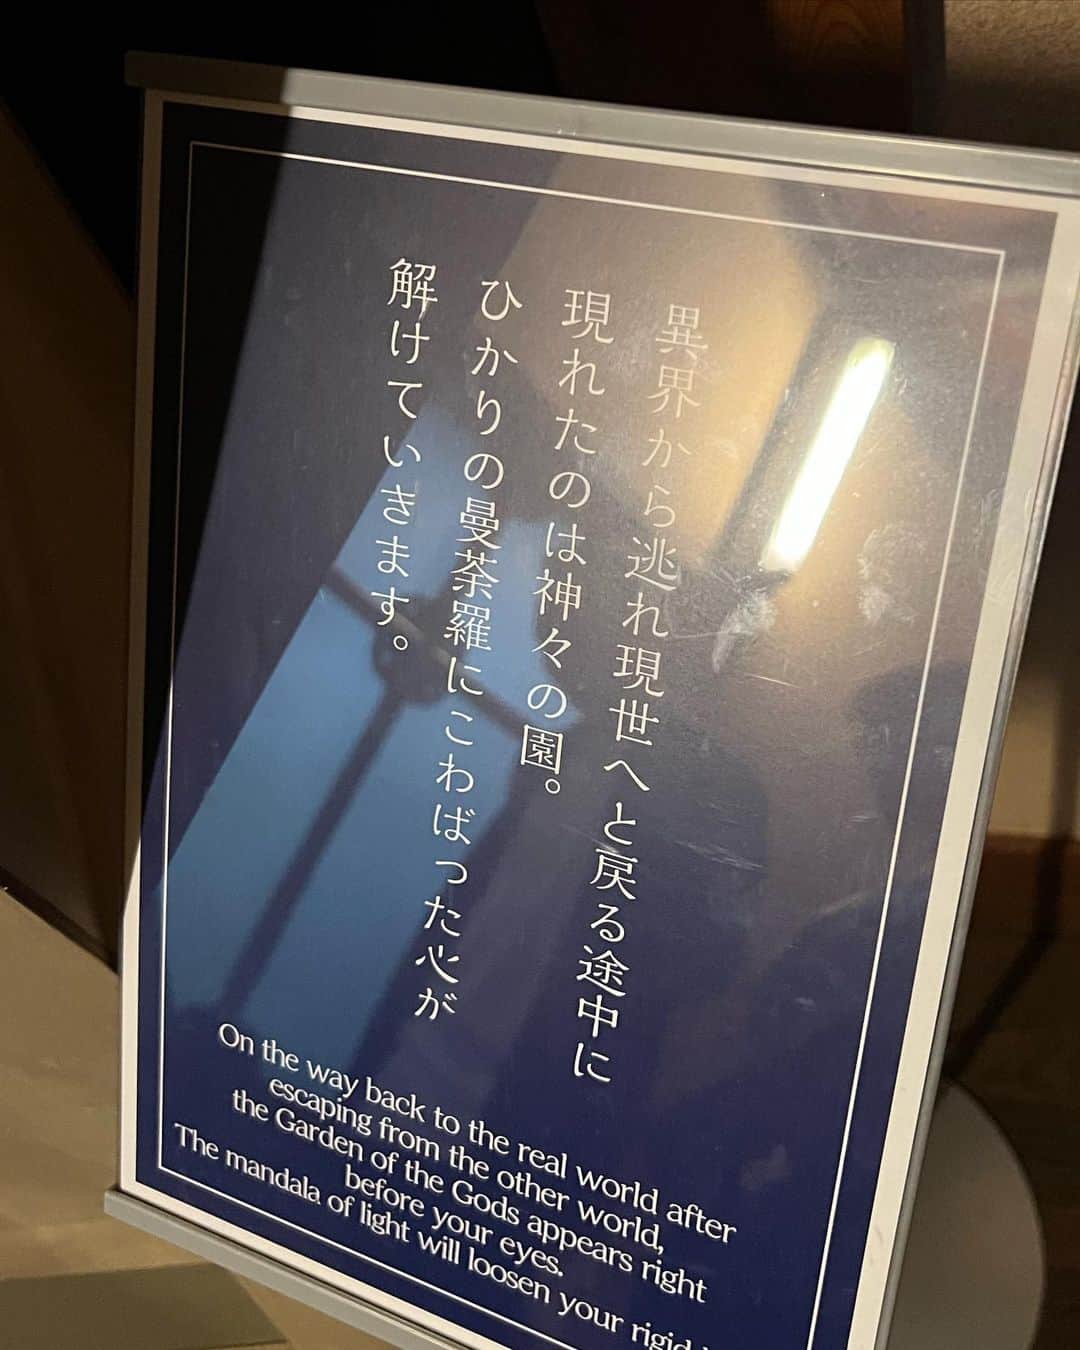 異界から逃れ現世へと戻る途中に
現れたのは神々の園。
ひかりの曼荼羅にこわばった心が
解けていきます。
On the way back to the real world after
escaping from the other world,
the Garden of the Gods appears right
before your eyes.
The mandala of light will loosen your rigid